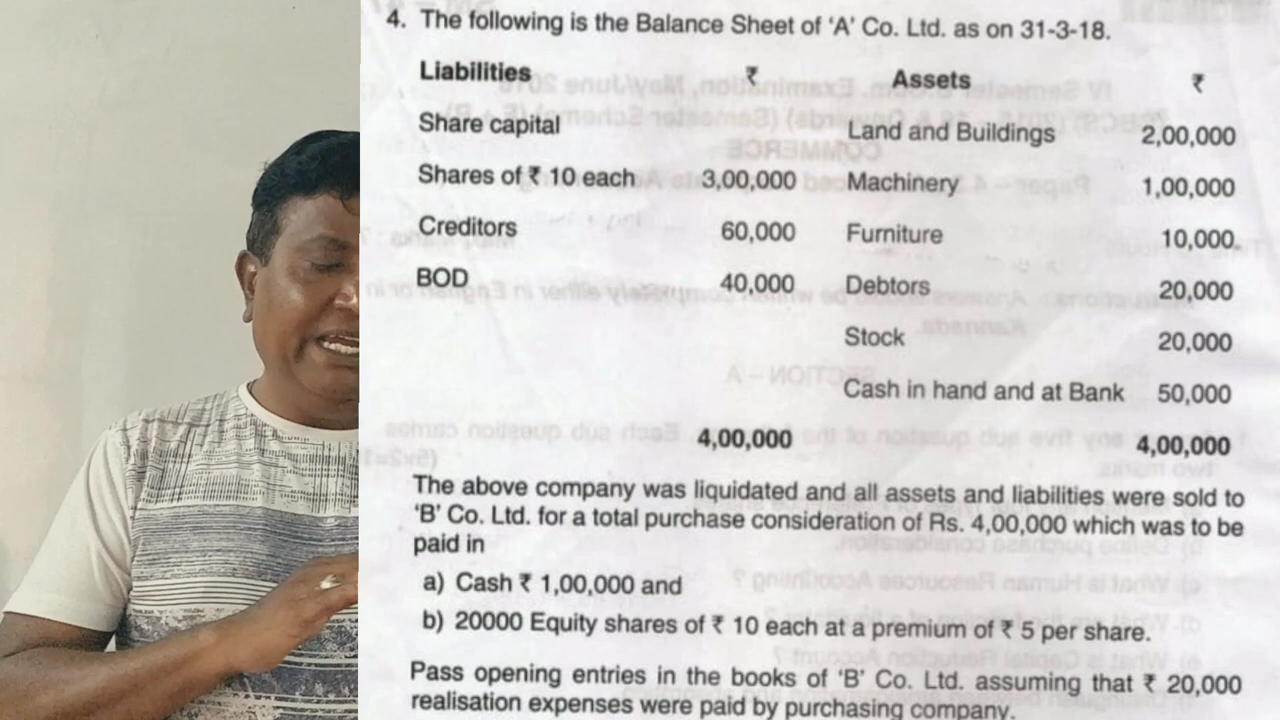 4. The following is the Balance Sheet of 'A' Co. Ltd. as on 31-3-18.
Liabilities ₹ Assets ₹
Share capital Land and Buildings 2,00,000
Shares of ₹ 10 each 3,00,000 Machinery 1,00,000
Creditors 60,000 Furniture 10,000
BOD 40,000 Debtors 20,000
Stock 20,000
Cash in hand and at Bank 50,000
4,00,000 4,00,000
The above company was liquidated and all assets and liabilities were sold to
'B' Co. Ltd. for a total purchase consideration of Rs. 4,00,000 which was to be
paid in
a) Cash ₹ 1,00,000 and
b) 20000 Equity shares of ₹ 10 each at a premium of ₹ 5 per share.
Pass opening entries in the books of 'B' Co. Ltd. assuming that ₹ 20,000
realisation expenses were paid by purchasing company.